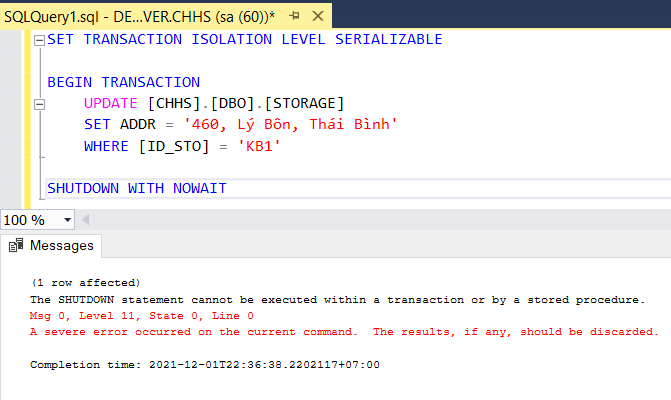 SQLQuery1.sql - DE...VER.CHHS (sa (60))*
SET TRANSACTION ISOLATION LEVEL SERIALIZABLE
BEGIN TRANSACTION
UPDATE [CHHS].[DBO].[STORAGE]
SET ADDR = '460, Lý Bôn, Thái Bình'
WHERE [ID_STO] = 'KB1'
SHUTDOWN WITH NOWAIT
100 %
Messages
(1 row affected)
The SHUTDOWN statement cannot be executed within a transaction or by a stored procedure.
Msg 0, Level 11, State 0, Line 0
A severe error occurred on the current command.  The results, if any, should be discarded.
Completion time: 2021-12-01T22:36:38.2202117+07:00